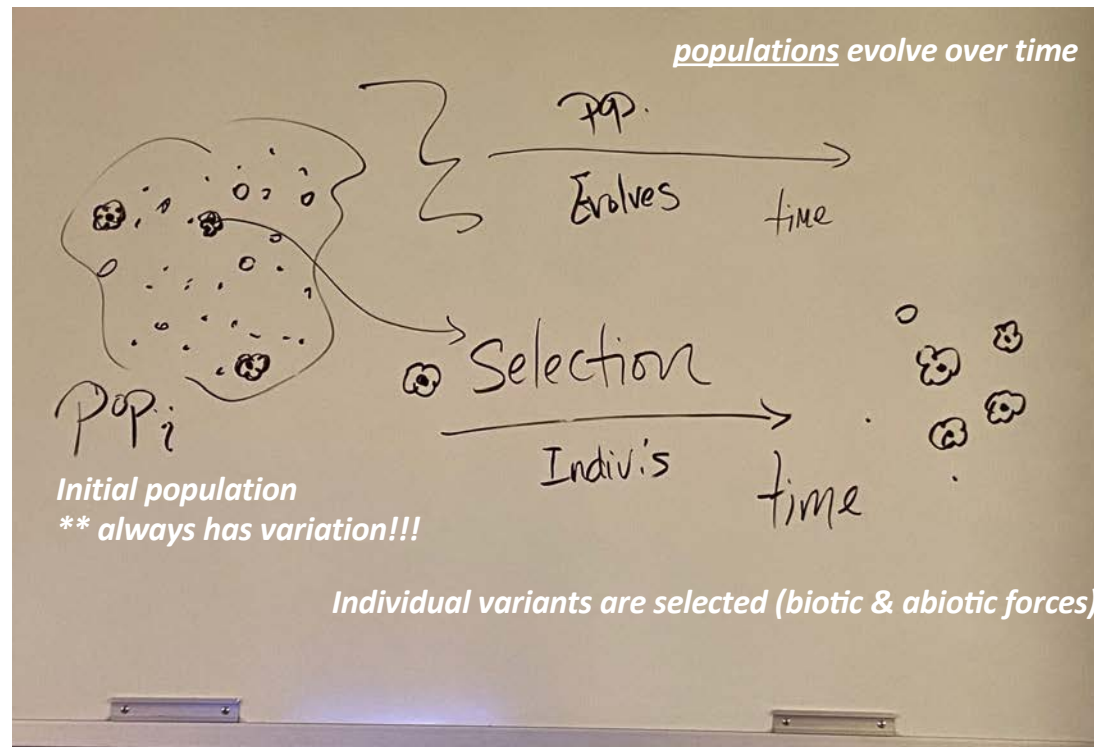 populations evolve over time
pop.
Evolves
time
Selection
Indiv.'s
time
Pop i
Initial population
** always has variation!!!
Individual variants are selected (biotic & abiotic forces)